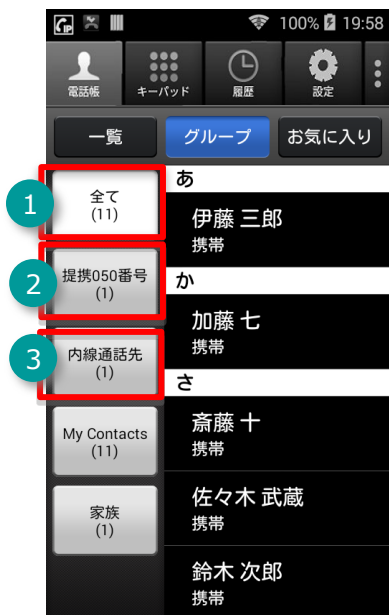 100% 19:58
電話帳 キーパッド 履歴 設定
一覧 グループ お気に入り
1
全て
(11)
2
提携050番号
(1)
3
内線通話先
(1)
My Contacts
(11)
家族
(1)
あ
伊藤 三郎
携帯
か
加藤 七
携帯
さ
斎藤 十
携帯
佐々木 武蔵
携帯
鈴木 次郎
携帯